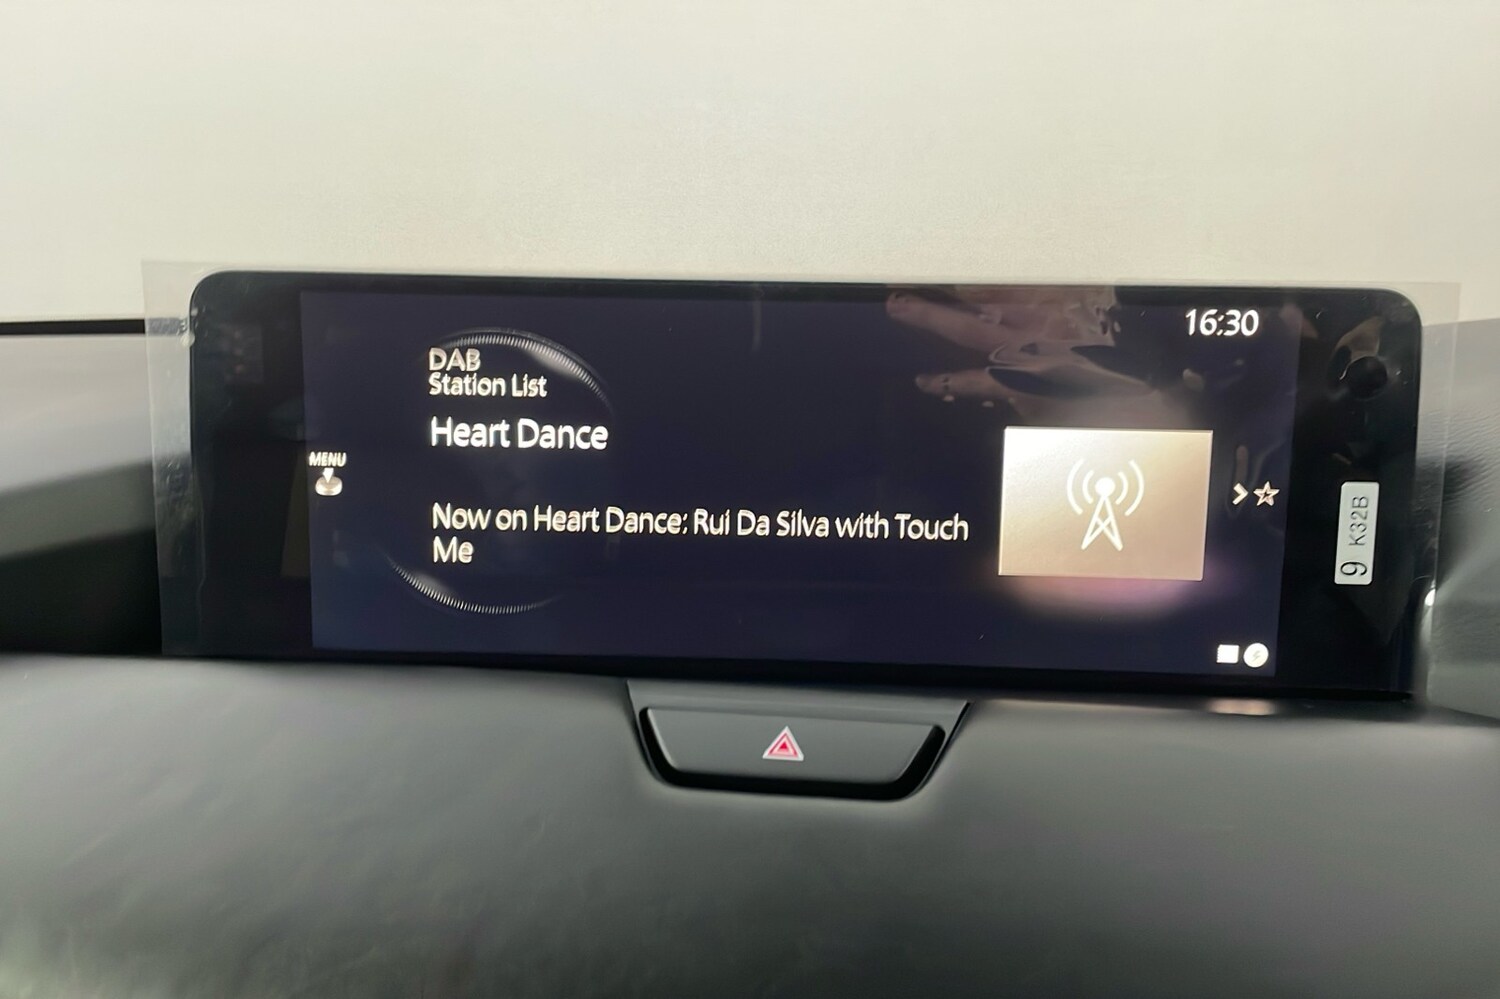 16:30
DAB
Station List
Heart Dance
MENU
Now on Heart Dance: Rui Da Silva with Touch
Me
9 K32B